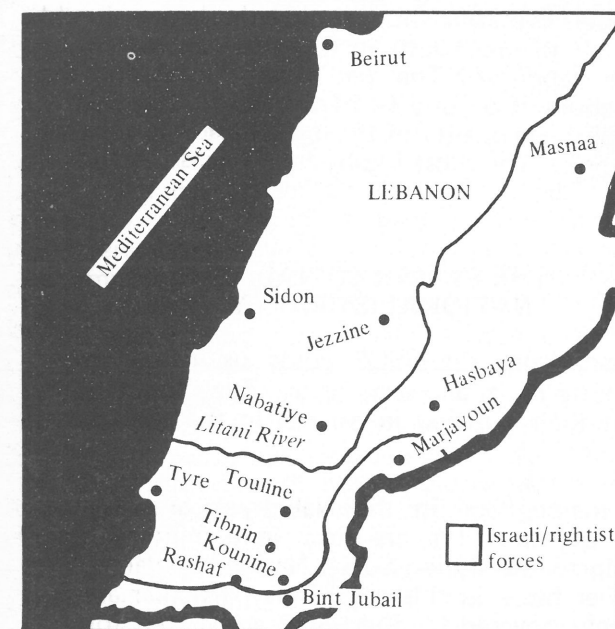 Beirut
Masnaa
Mediterranean Sea
LEBANON
Sidon
Jezzine
Hasbaya
Nabatiye
Litani River
Marjayoun
Tyre
Touline
Tibnin
Kounine
Rashaf
Israeli/rightist
forces
Bint Jubail